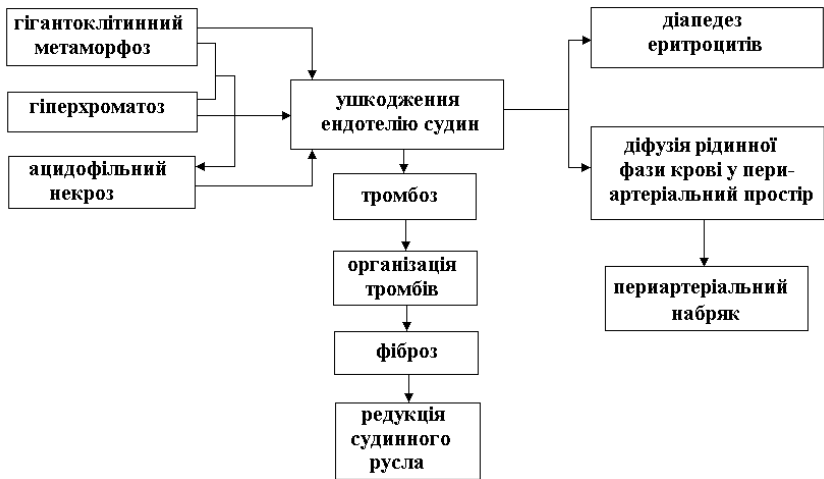 гігантоклітинний
метаморфоз
гіперхроматоз
ацидофільний
некроз
ушкодження
ендотелію судин
тромбоз
організація
тромбів
фіброз
редукція
судинного
русла
діапедез
еритроцитів
діфузія рідинної
фази крові у пери-
артеріальний простір
периартеріальний
набряк